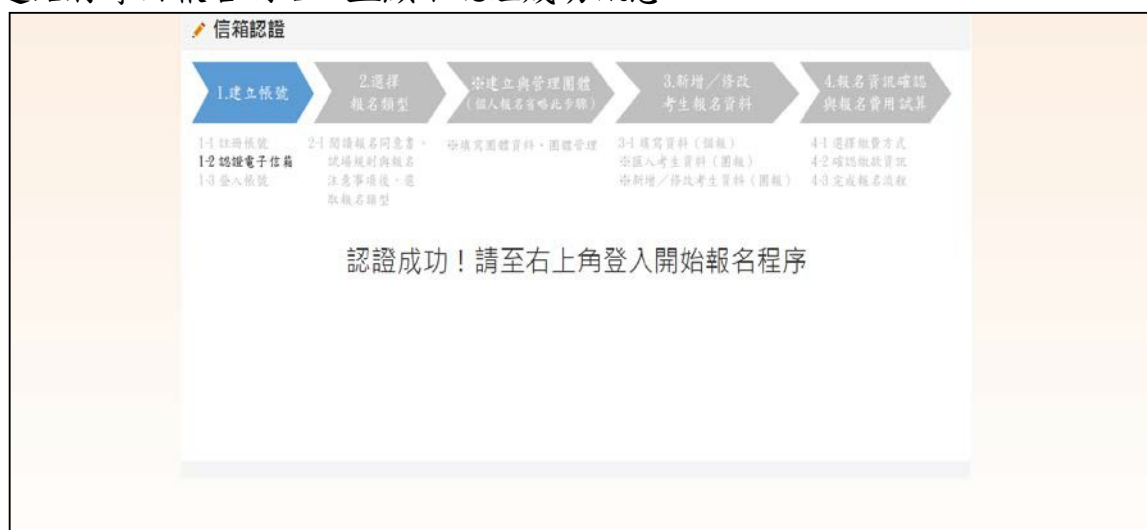 信箱認證
1.建立帳號
2.選擇
報名類型
※建立與管理團體
(個人報名省略此步驟)
3.新增／修改
考生報名資料
4.報名資訊確認
與報名費用試算
1-1 註冊帳號
1-2 認證電子信箱
1-3 登入帳號
2-1 閱讀報名同意書、
試場規則與報名
注意事項後，選
取報名類型
※填寫團體資料、團體管理
3-1 填寫資料（個報）
※匯入考生資料（團報）
※新增／修改考生資料（團報）
4-1 選擇繳費方式
4-2 確認繳款資訊
4-3 完成報名流程
認證成功！請至右上角登入開始報名程序